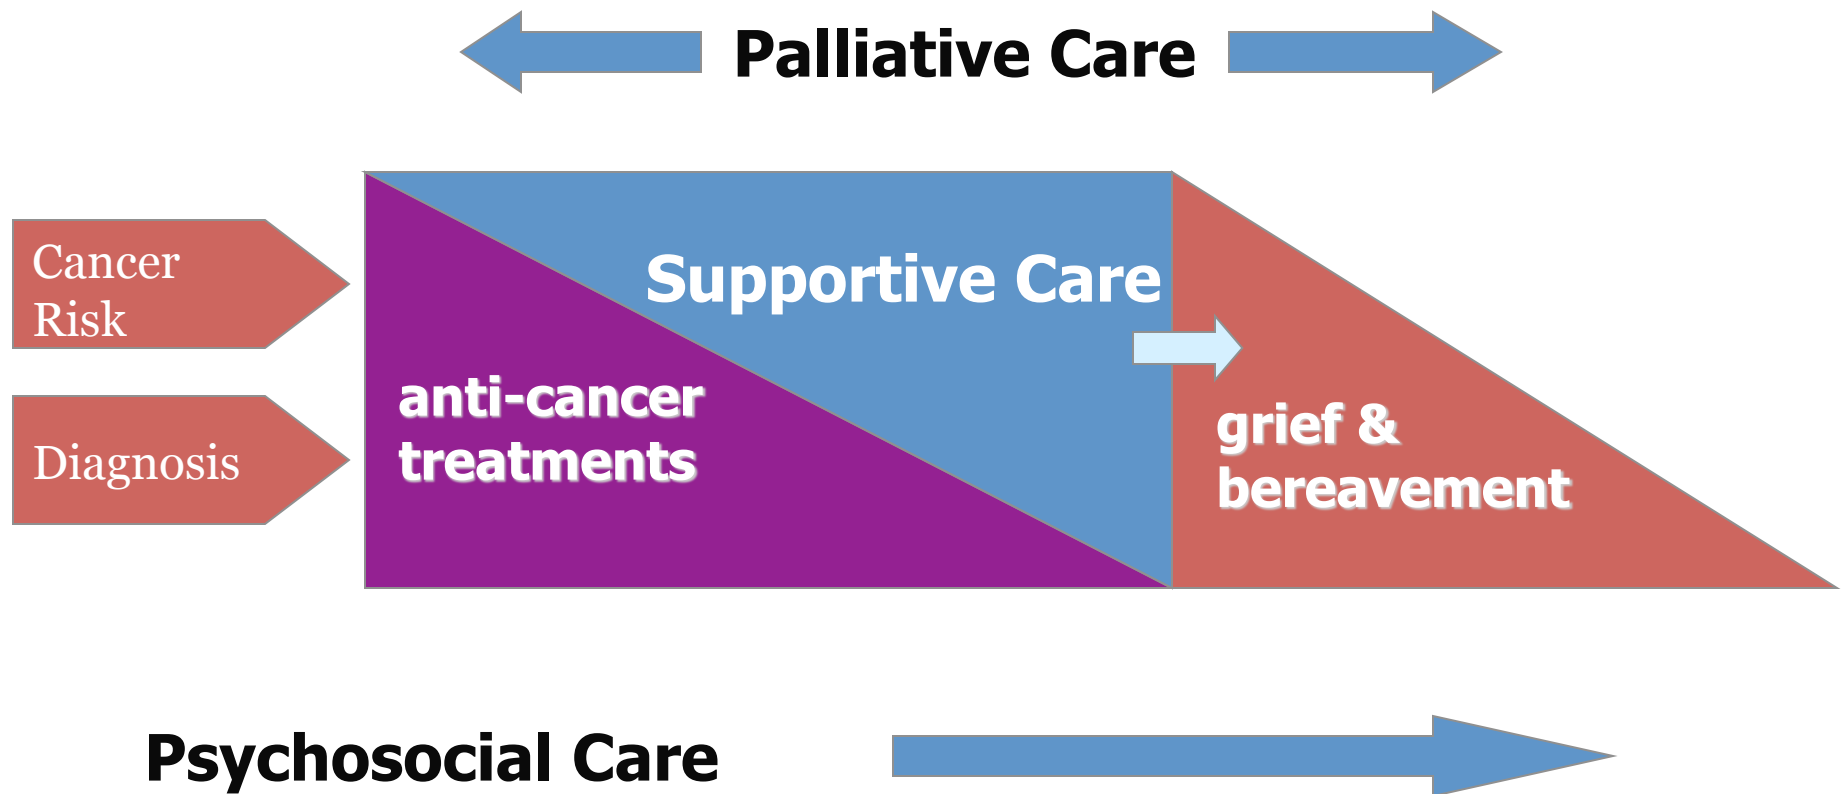 Palliative Care
Cancer
Risk
Supportive Care
anti-cancer
treatments
grief &
bereavement
Diagnosis
Psychosocial Care